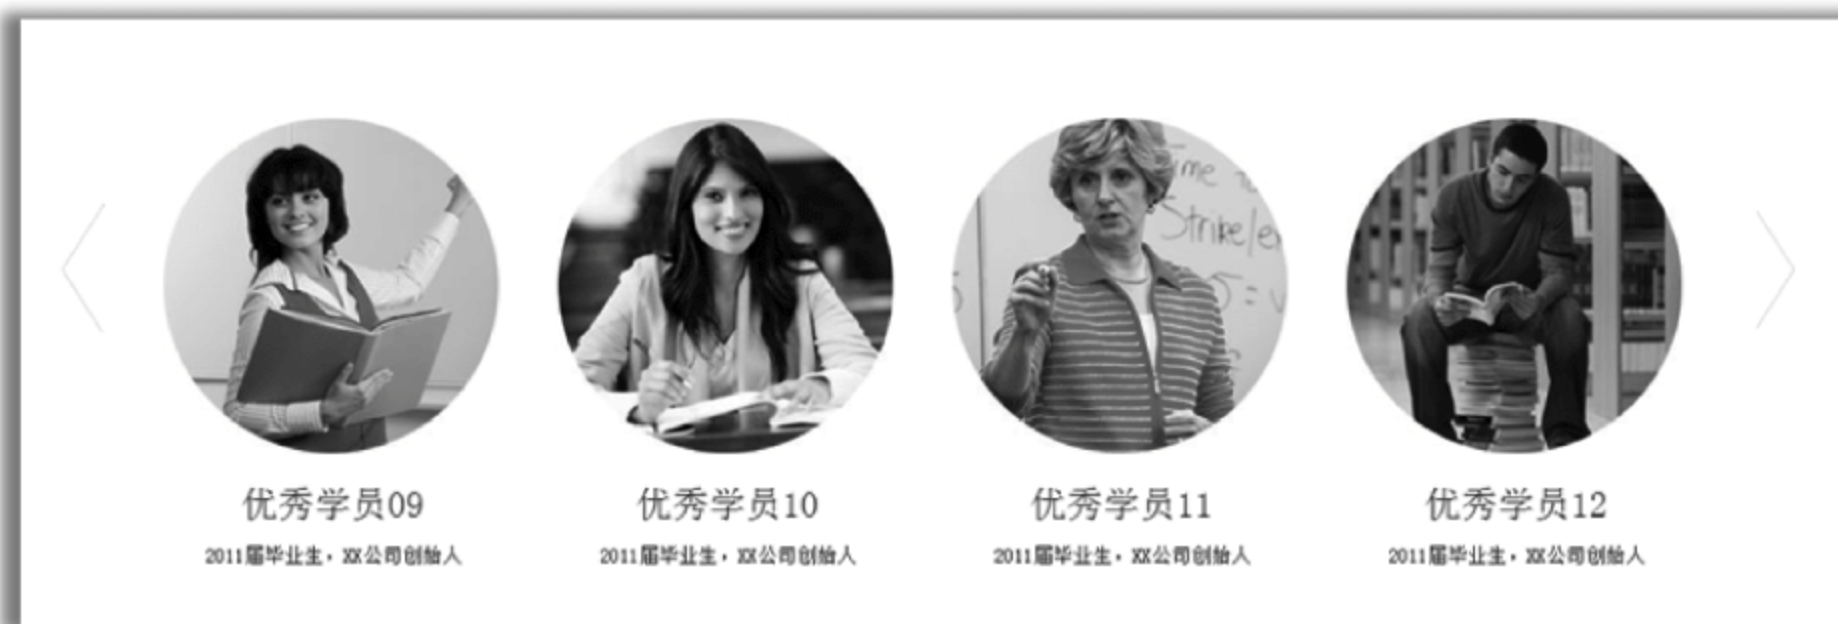 优秀学员09
2011届毕业生，XX公司创始人
优秀学员10
2011届毕业生，XX公司创始人
Time to
Strike/e
5 = v
优秀学员11
2011届毕业生，XX公司创始人
优秀学员12
2011届毕业生，XX公司创始人